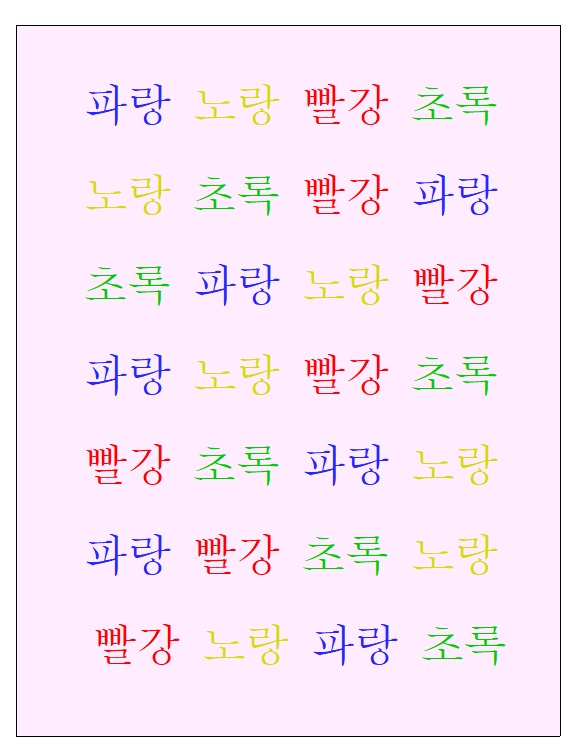 파랑 노랑 빨강 초록
노랑 초록 빨강 파랑
초록 파랑 노랑 빨강
파랑 노랑 빨강 초록
빨강 초록 파랑 노랑
파랑 빨강 초록 노랑
빨강 노랑 파랑 초록